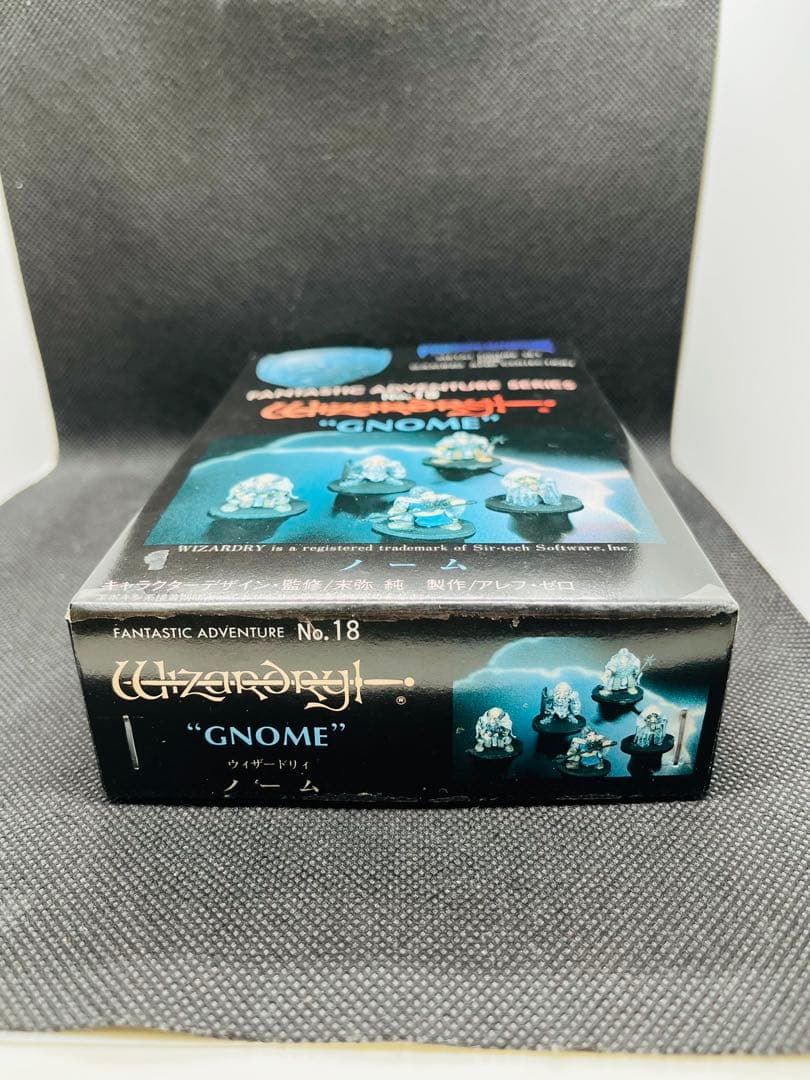 FANTASTIC ADVENTURE SERIES
No.18
Wizardry
“GNOME”
WIZARDRY is a registered trademark of Sir-tech Software, Inc.
ノーム
キャラクターデザイン・監修/末弥 純 製作/アレフ・ゼロ
FANTASTIC ADVENTURE No.18
Wizardry®
“GNOME”
ウィザードリィ
ノーム